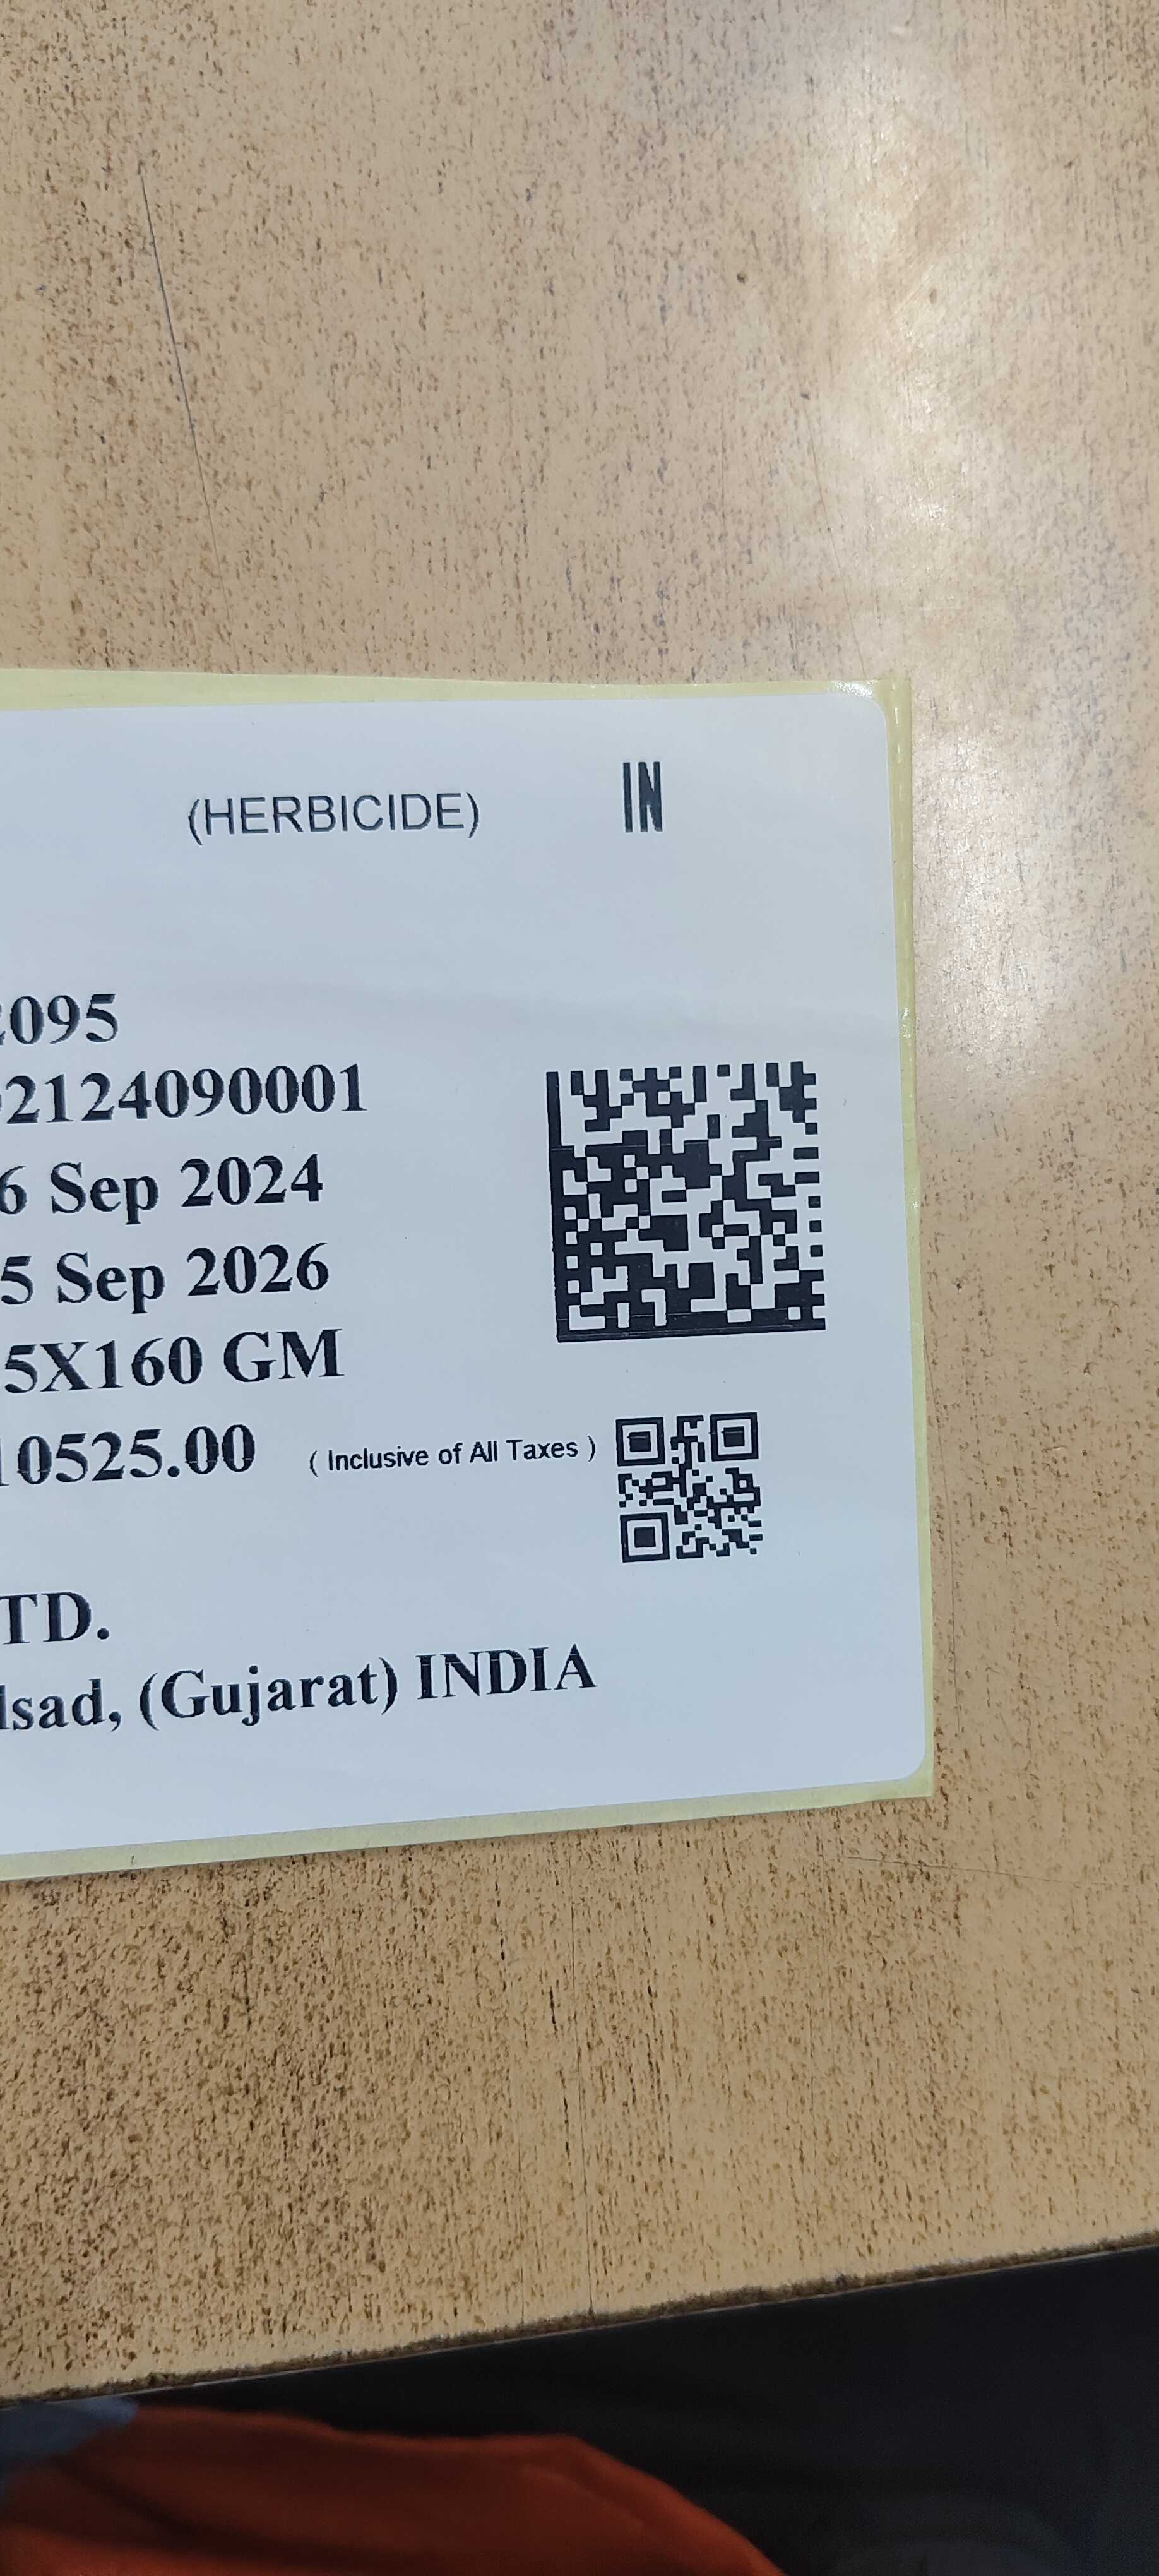 (HERBICIDE) IN
2095
2124090001
6 Sep 2024
5 Sep 2026
5X160 GM
10525.00 ( Inclusive of All Taxes )
TD.
lsad, (Gujarat) INDIA